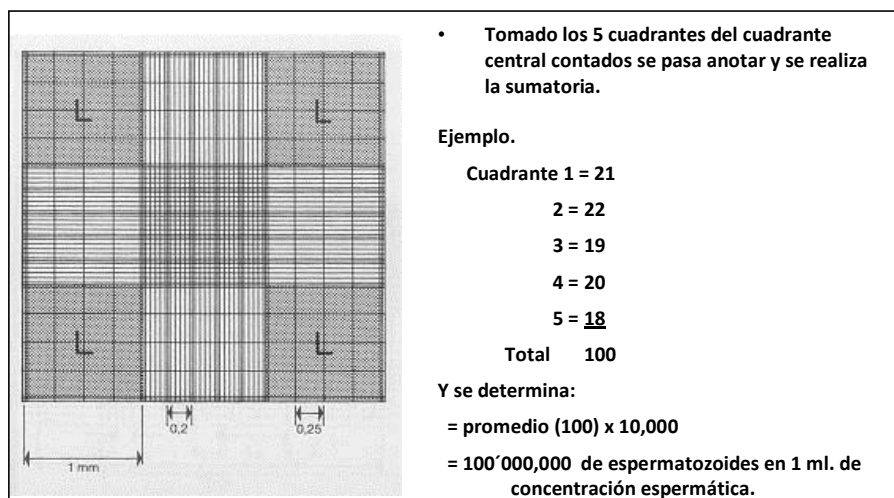 • Tomado los 5 cuadrantes del cuadrante
central contados se pasa anotar y se realiza
la sumatoria.
Ejemplo.
Cuadrante 1 = 21
2 = 22
3 = 19
4 = 20
5 = 18
Total 100
Y se determina:
= promedio (100) x 10,000
= 100´000,000 de espermatozoides en 1 ml. de
concentración espermática.
L L
L L
0,2 0,25
1 mm